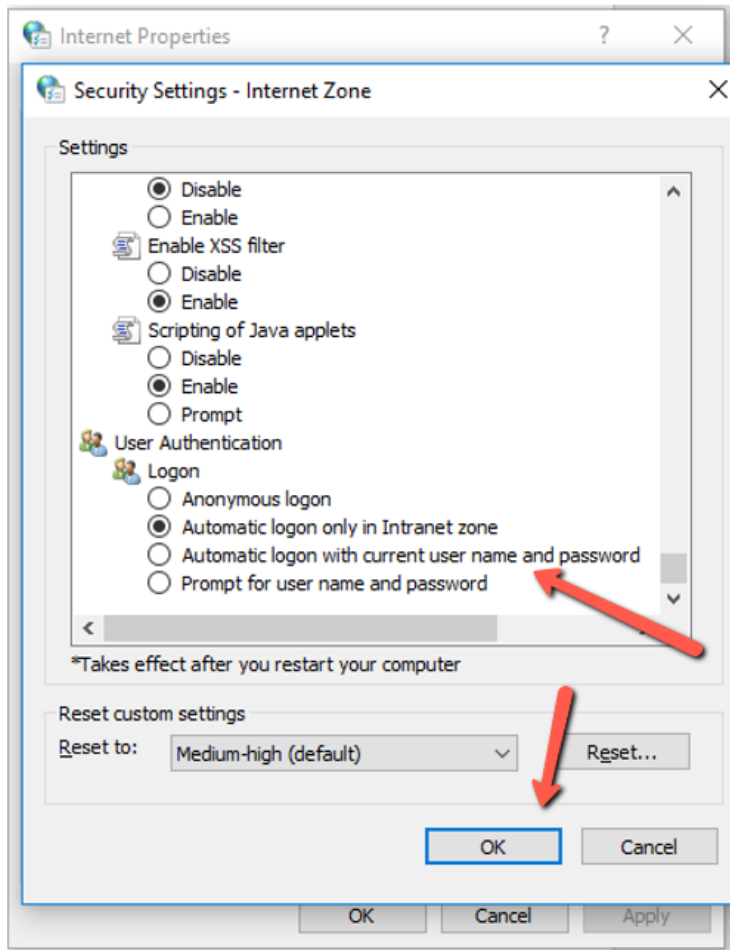 Internet Properties
?
Security Settings - Internet Zone
Settings
Disable
Enable
Enable XSS filter
Disable
Enable
Scripting of Java applets
Disable
Enable
Prompt
User Authentication
Logon
Anonymous logon
Automatic logon only in Intranet zone
Automatic logon with current user name and password
Prompt for user name and password
*Takes effect after you restart your computer
Reset custom settings
Reset to: Medium-high (default) Reset...
OK Cancel
OK Cancel Apply